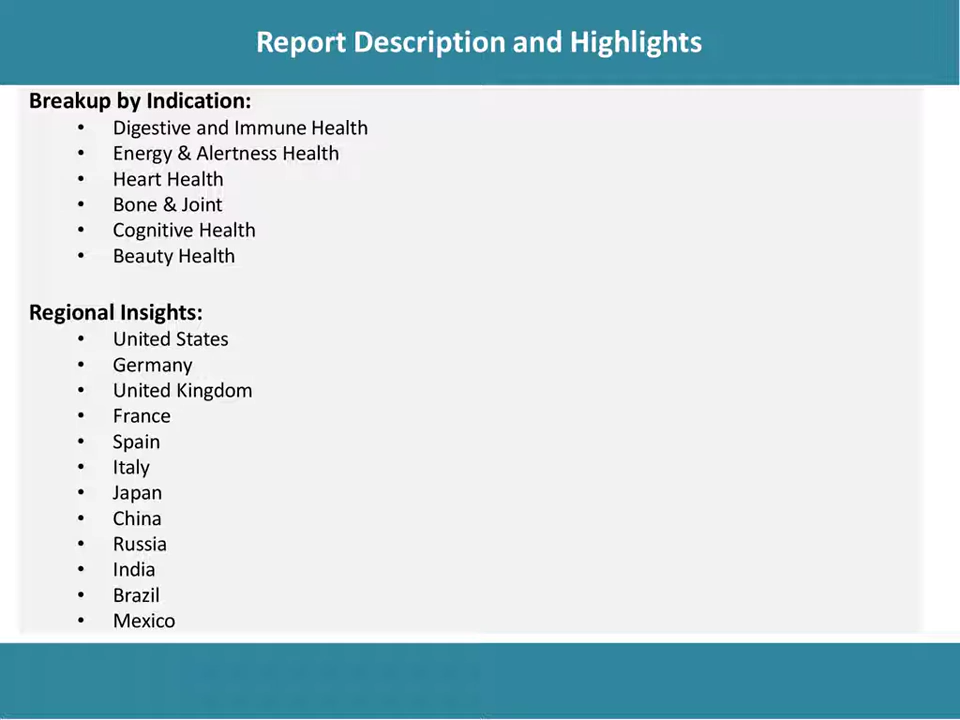 Report Description and Highlights
Breakup by Indication:
• Digestive and Immune Health
• Energy & Alertness Health
• Heart Health
• Bone & Joint
• Cognitive Health
• Beauty Health
Regional Insights:
• United States
• Germany
• United Kingdom
• France
• Spain
• Italy
• Japan
• China
• Russia
• India
• Brazil
• Mexico